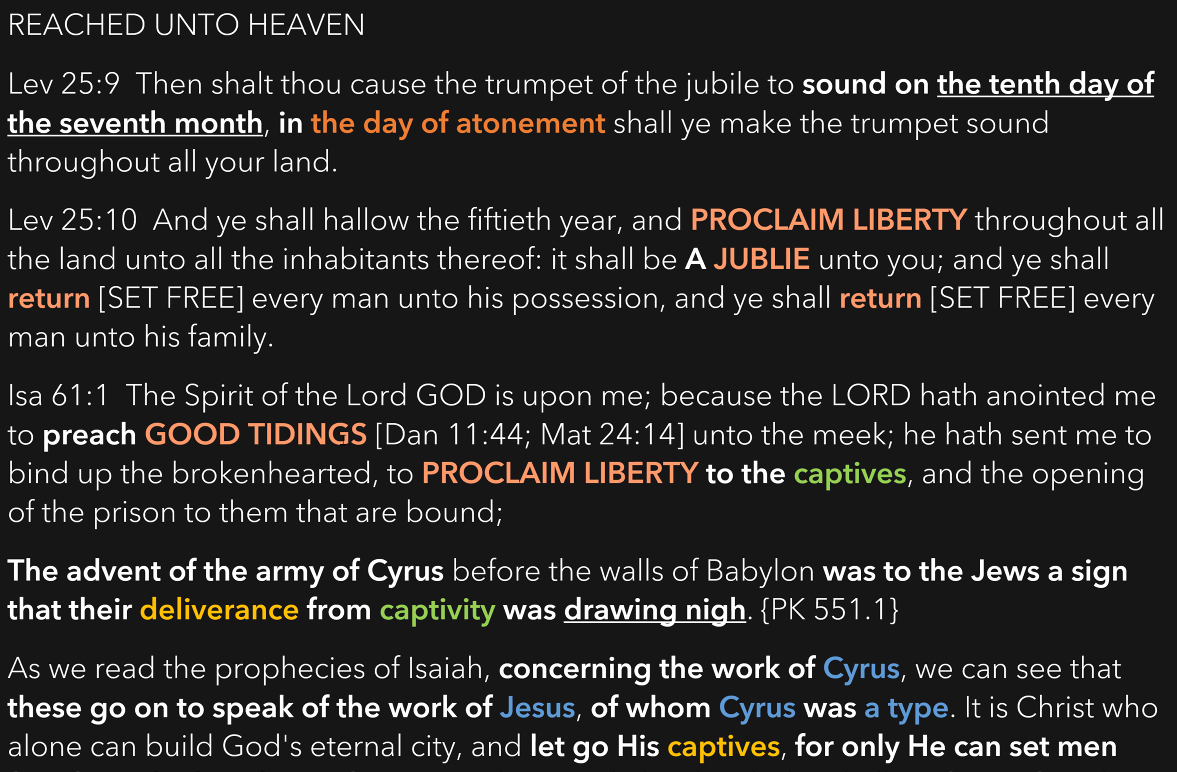 REACHED UNTO HEAVEN
Lev 25:9  Then shalt thou cause the trumpet of the jubile to sound on the tenth day of
the seventh month, in the day of atonement shall ye make the trumpet sound
throughout all your land.
Lev 25:10  And ye shall hallow the fiftieth year, and PROCLAIM LIBERTY throughout all
the land unto all the inhabitants thereof: it shall be A JUBLIE unto you; and ye shall
return [SET FREE] every man unto his possession, and ye shall return [SET FREE] every
man unto his family.
Isa 61:1  The Spirit of the Lord GOD is upon me; because the LORD hath anointed me
to preach GOOD TIDINGS [Dan 11:44; Mat 24:14] unto the meek; he hath sent me to
bind up the brokenhearted, to PROCLAIM LIBERTY to the captives, and the opening
of the prison to them that are bound;
The advent of the army of Cyrus before the walls of Babylon was to the Jews a sign
that their deliverance from captivity was drawing nigh. {PK 551.1}
As we read the prophecies of Isaiah, concerning the work of Cyrus, we can see that
these go on to speak of the work of Jesus, of whom Cyrus was a type. It is Christ who
alone can build God's eternal city, and let go His captives, for only He can set men